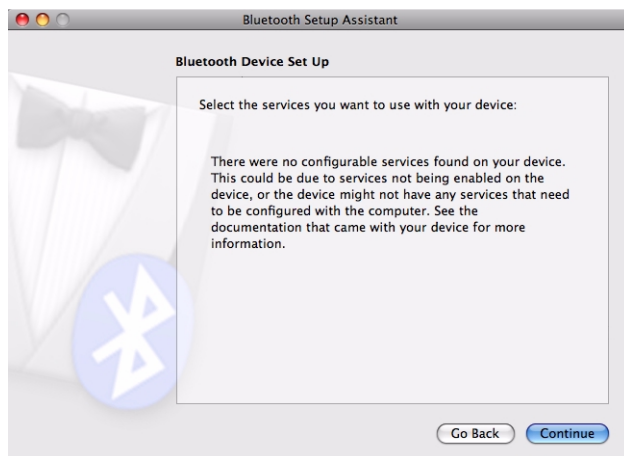 Bluetooth Setup Assistant
Bluetooth Device Set Up
Select the services you want to use with your device:
There were no configurable services found on your device.
This could be due to services not being enabled on the
device, or the device might not have any services that need
to be configured with the computer. See the
documentation that came with your device for more
information.
Go Back
Continue